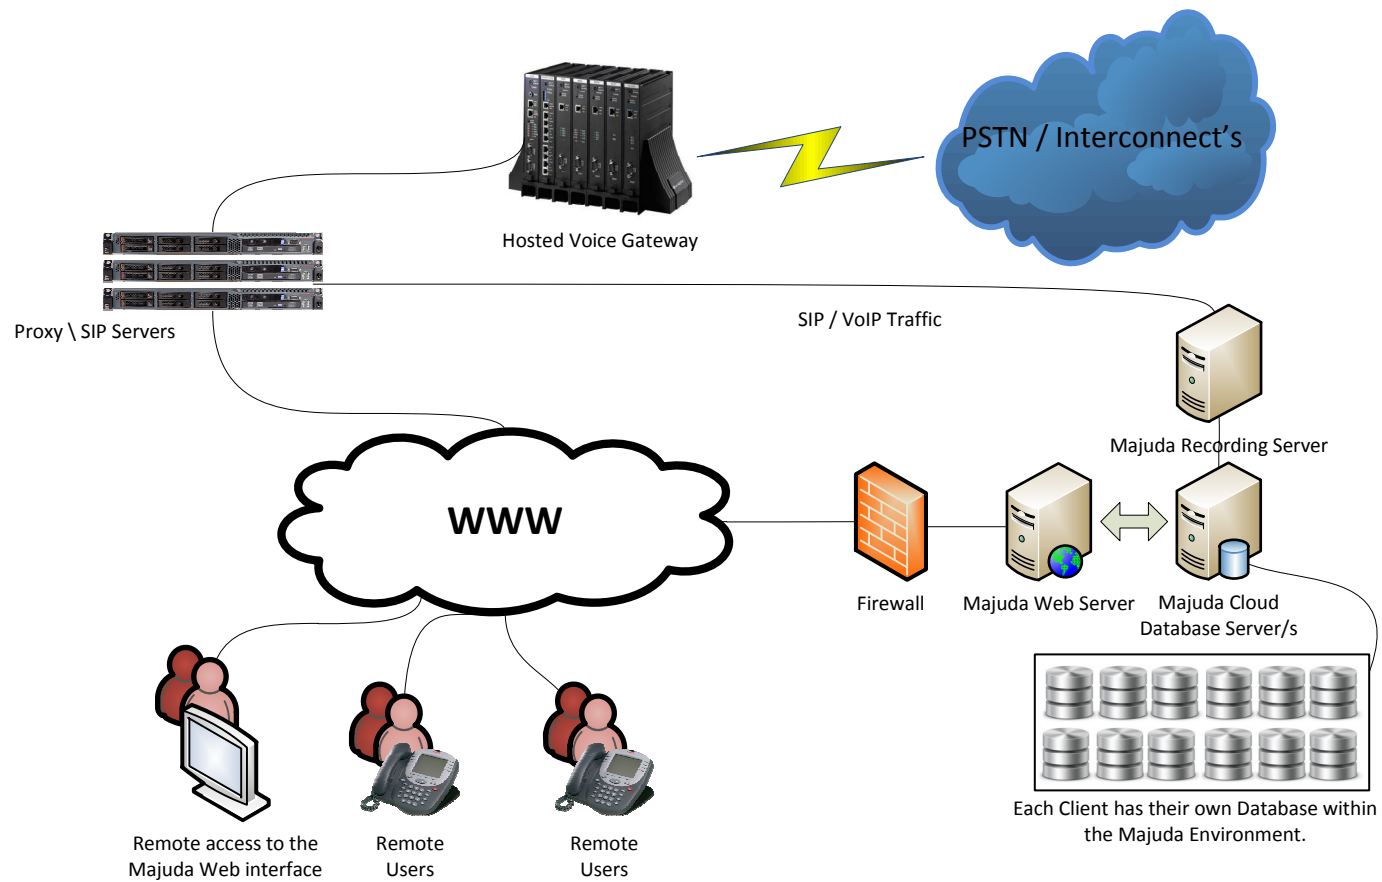 PSTN / Interconnect's
Hosted Voice Gateway
Proxy \ SIP Servers
SIP / VoIP Traffic
Majuda Recording Server
WWW
Firewall
Majuda Web Server
Majuda Cloud
Database Server/s
Each Client has their own Database within
the Majuda Environment.
Remote access to the
Majuda Web interface
Remote
Users
Remote
Users